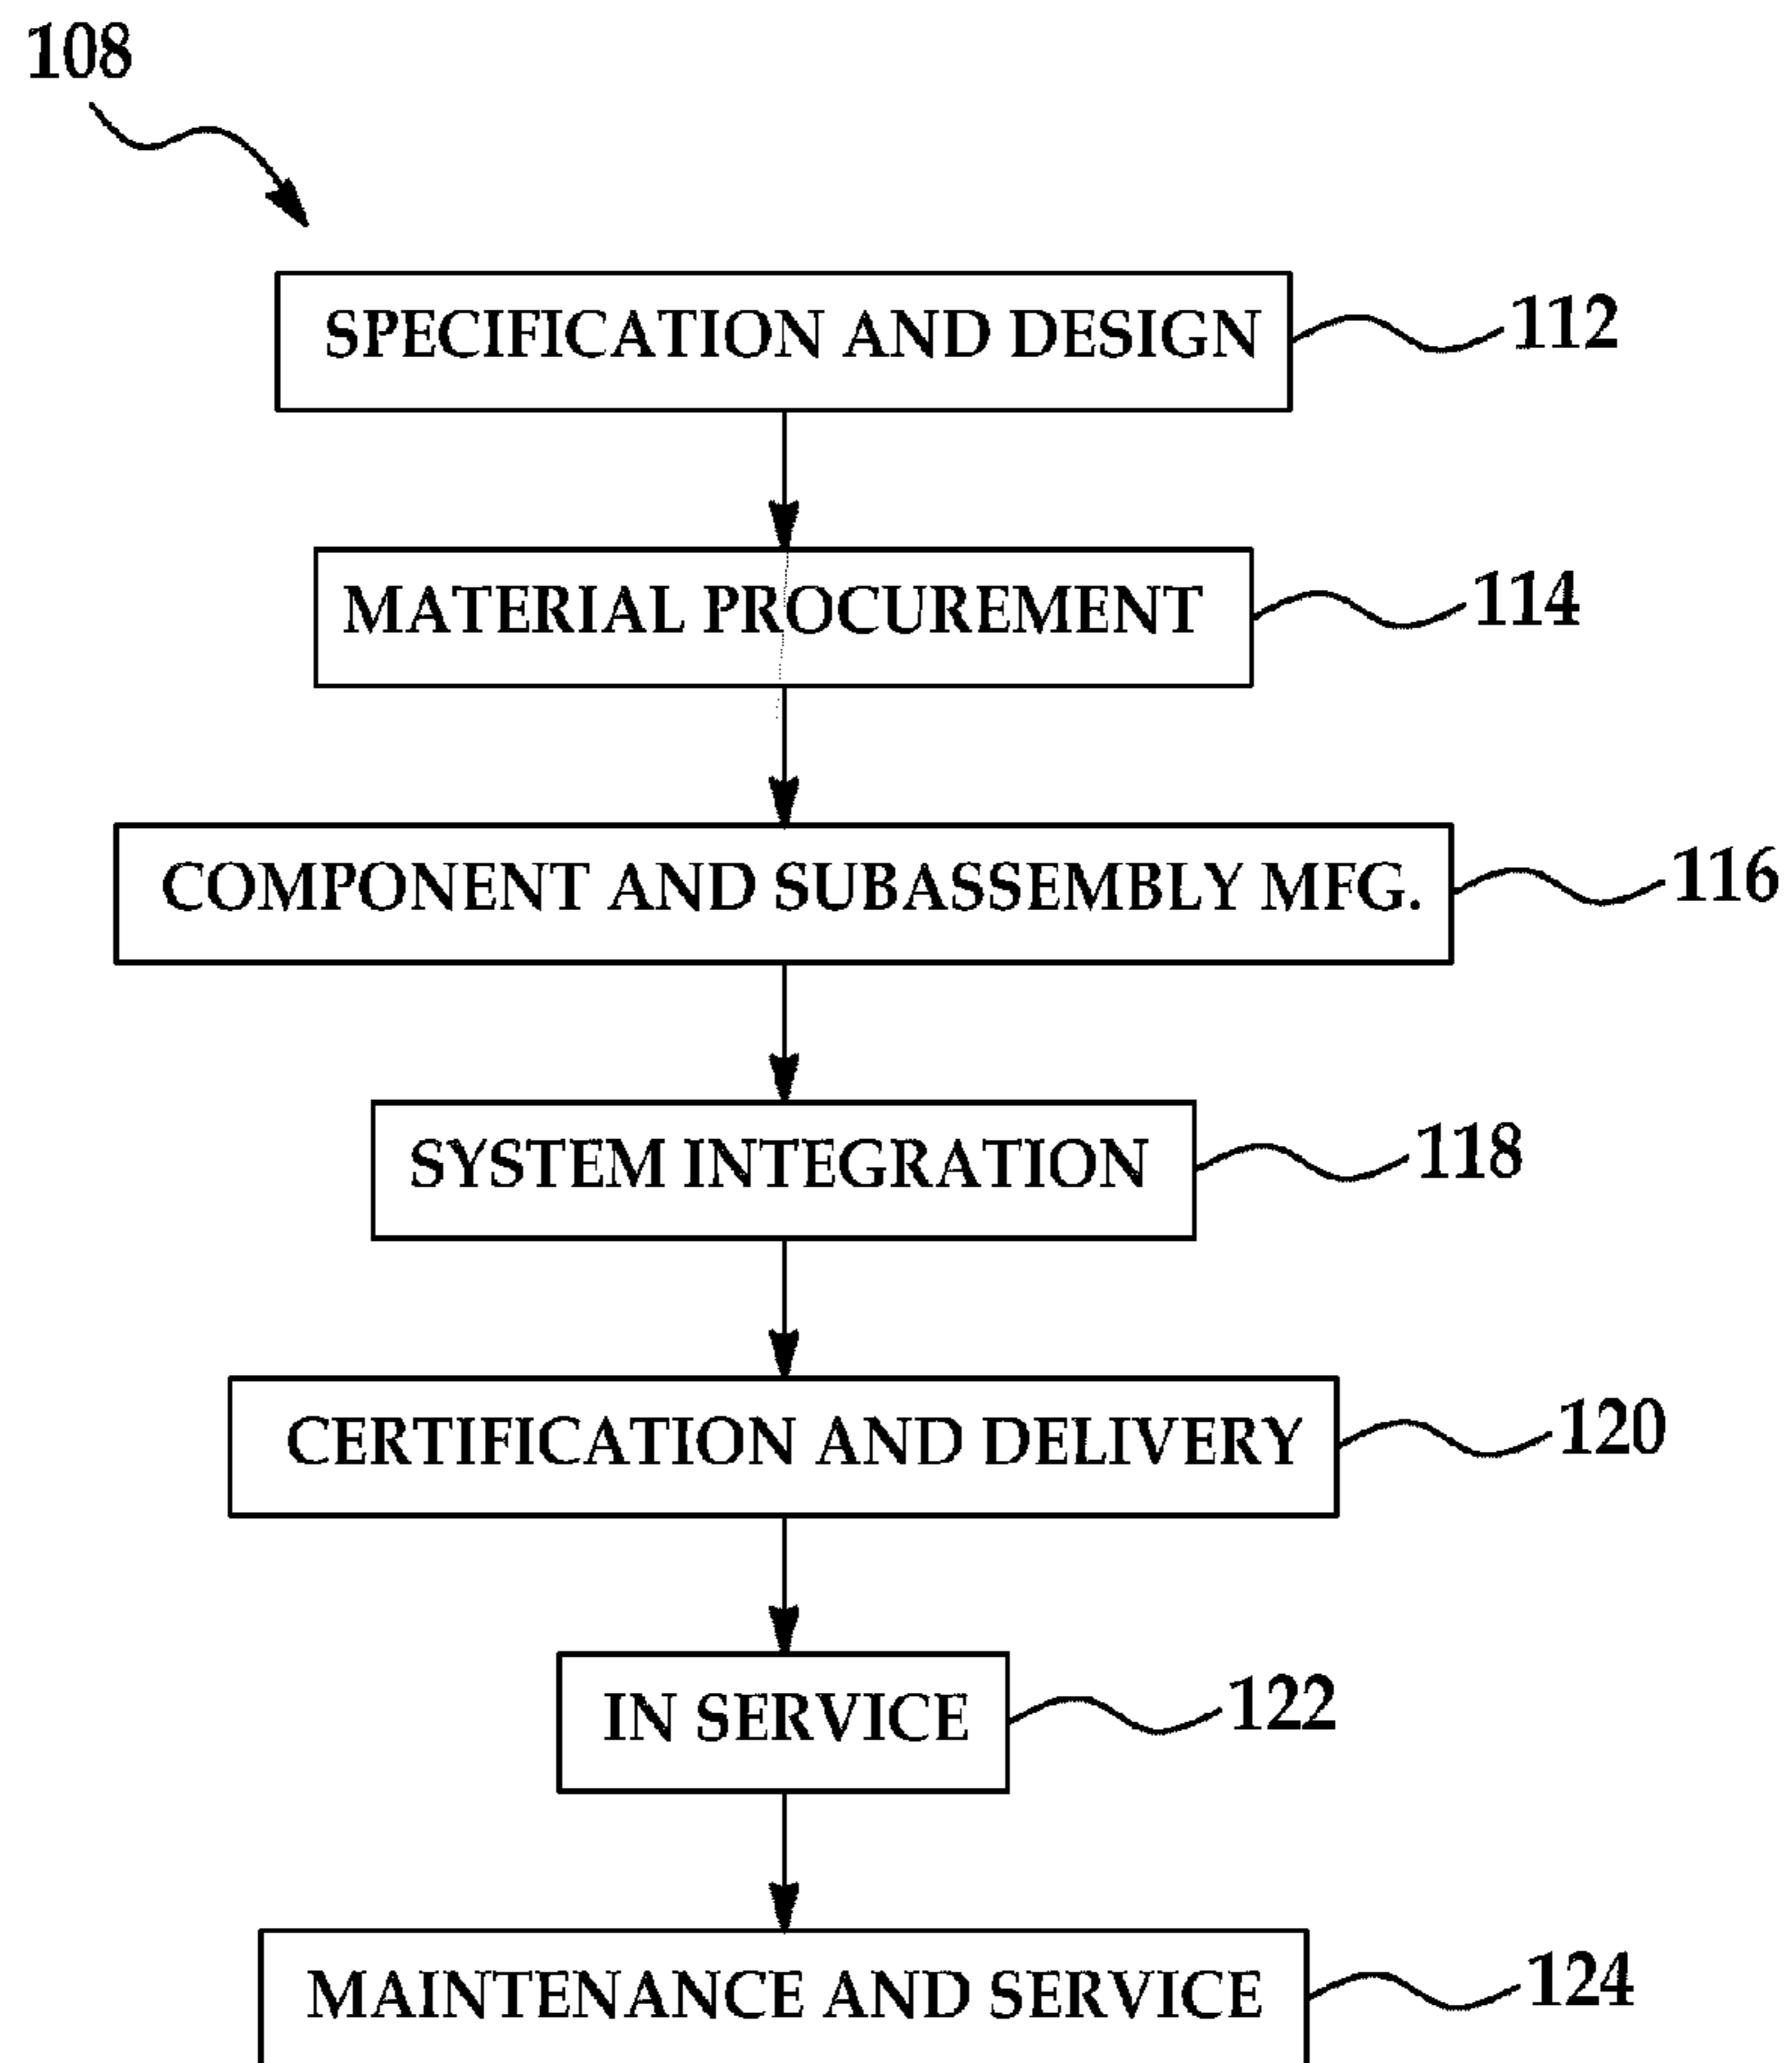 108
SPECIFICATION AND DESIGN 112
MATERIAL PROCUREMENT 114
COMPONENT AND SUBASSEMBLY MFG. 116
SYSTEM INTEGRATION 118
CERTIFICATION AND DELIVERY 120
IN SERVICE 122
MAINTENANCE AND SERVICE 124